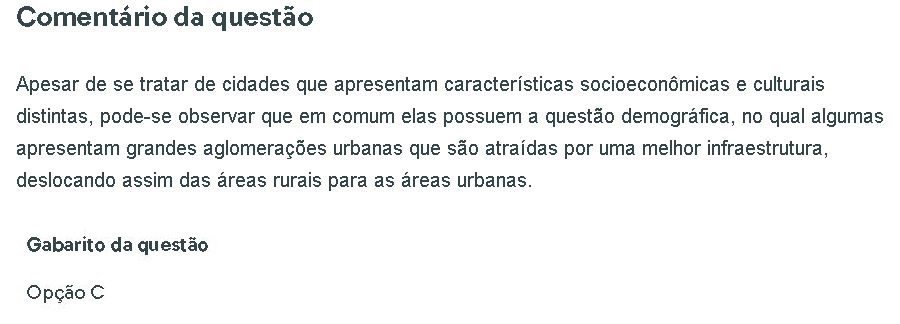 Comentário da questão
Apesar de se tratar de cidades que apresentam características socioeconômicas e culturais
distintas, pode-se observar que em comum elas possuem a questão demográfica, no qual algumas
apresentam grandes aglomerações urbanas que são atraídas por uma melhor infraestrutura,
deslocando assim das áreas rurais para as áreas urbanas.
Gabarito da questão
Opção C